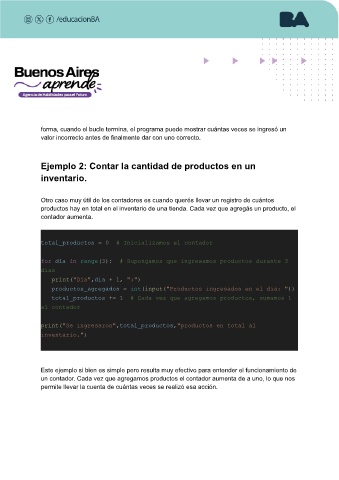 /educacionBA
BA
Buenos Aires
aprende
Agencia de Habilidades para el Futuro
forma, cuando el bucle termina, el programa puede mostrar cuántas veces se ingresó un
valor incorrecto antes de finalmente dar con uno correcto.
Ejemplo 2: Contar la cantidad de productos en un
inventario.
Otro caso muy útil de los contadores es cuando querés llevar un registro de cuántos
productos hay en total en el inventario de una tienda. Cada vez que agregás un producto, el
contador aumenta.
total_productos = 0 # Inicializamos el contador
for dia in range(3): # Supongamos que ingresamos productos durante 3
días
print("Día",dia + 1, ":")
productos_agregados = int(input("Productos ingresados en el día: "))
total_productos += 1 # Cada vez que agregamos productos, sumamos 1
al contador
print("Se ingresaron",total_productos,"productos en total al
inventario.")
Este ejemplo si bien es simple pero resulta muy efectivo para entender el funcionamiento de
un contador. Cada vez que agregamos productos el contador aumenta de a uno, lo que nos
permite llevar la cuenta de cuántas veces se realizó esa acción.